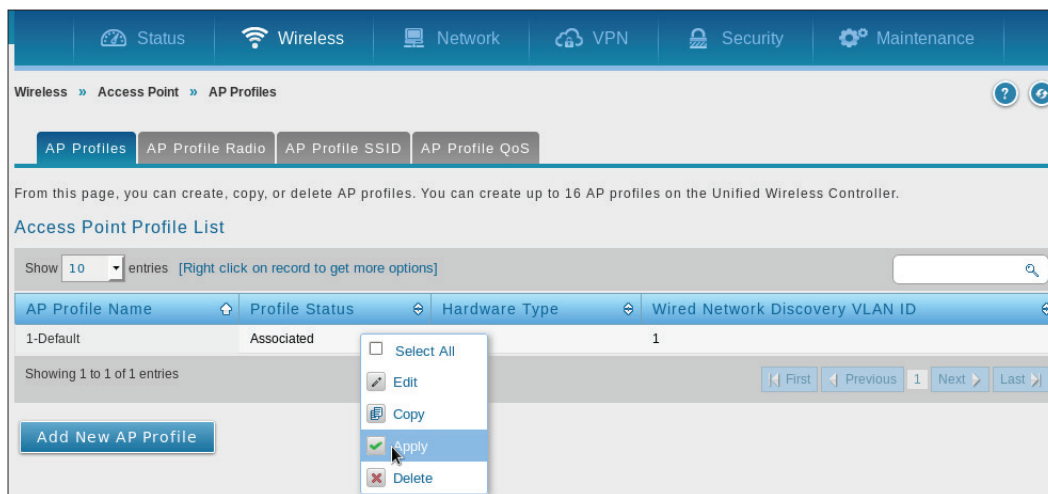 Status Wireless Network VPN Security Maintenance
Wireless » Access Point » AP Profiles
AP Profiles AP Profile Radio AP Profile SSID AP Profile QoS
From this page, you can create, copy, or delete AP profiles. You can create up to 16 AP profiles on the Unified Wireless Controller.
Access Point Profile List
Show 10 entries [Right click on record to get more options]
AP Profile Name Profile Status Hardware Type Wired Network Discovery VLAN ID
1-Default Associated 1
Select All
Showing 1 to 1 of 1 entries First Previous 1 Next Last
Edit
Copy
Add New AP Profile
Apply
Delete